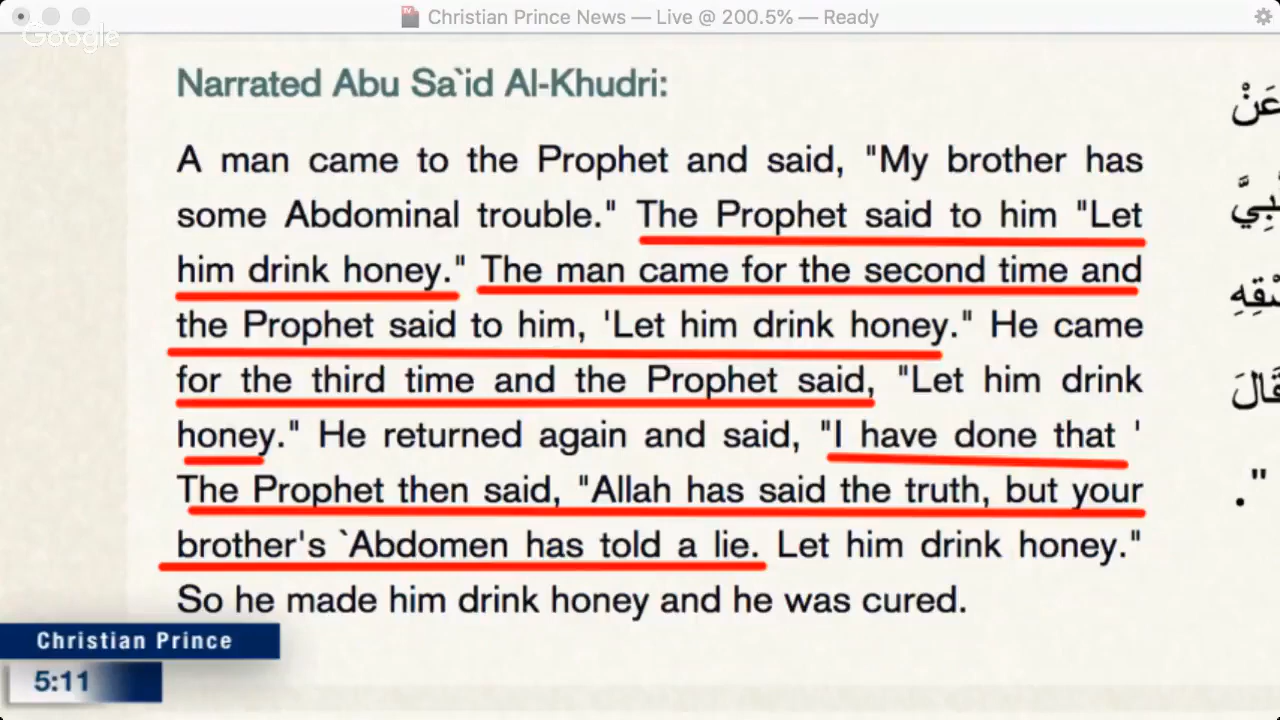 Christian Prince News — Live @ 200.5% — Ready
Google
Narrated Abu Sa`id Al-Khudri:
A man came to the Prophet and said, "My brother has
some Abdominal trouble." The Prophet said to him "Let
him drink honey." The man came for the second time and
the Prophet said to him, 'Let him drink honey." He came
for the third time and the Prophet said, "Let him drink
honey." He returned again and said, "I have done that '
The Prophet then said, "Allah has said the truth, but your
brother's `Abdomen has told a lie. Let him drink honey."
So he made him drink honey and he was cured.
عَنْ
قَالَ
."
Christian Prince
5:11